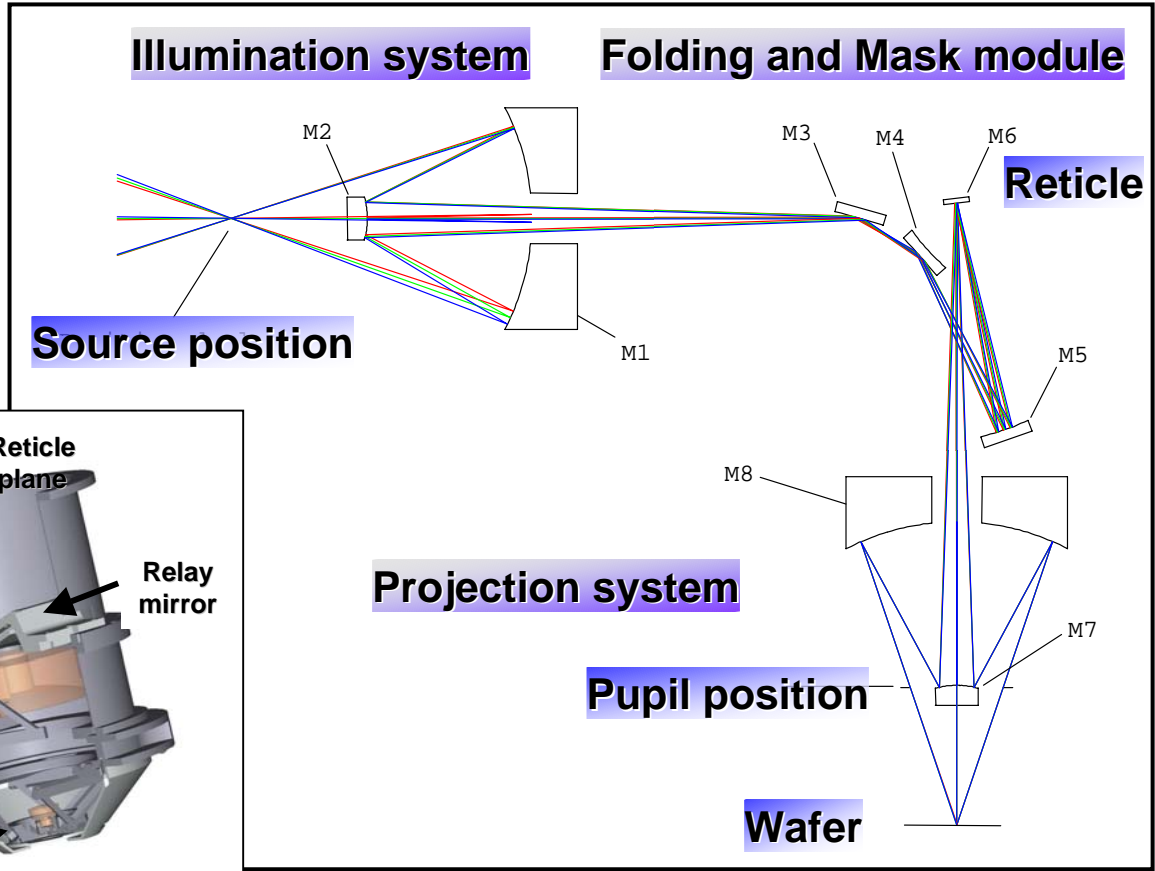 Illumination system
Folding and Mask module
M2
M3
M4
M6
Reticle
Source position
M1
M5
Reticle
plane
M8
Relay
mirror
Projection system
M7
Pupil position
Wafer